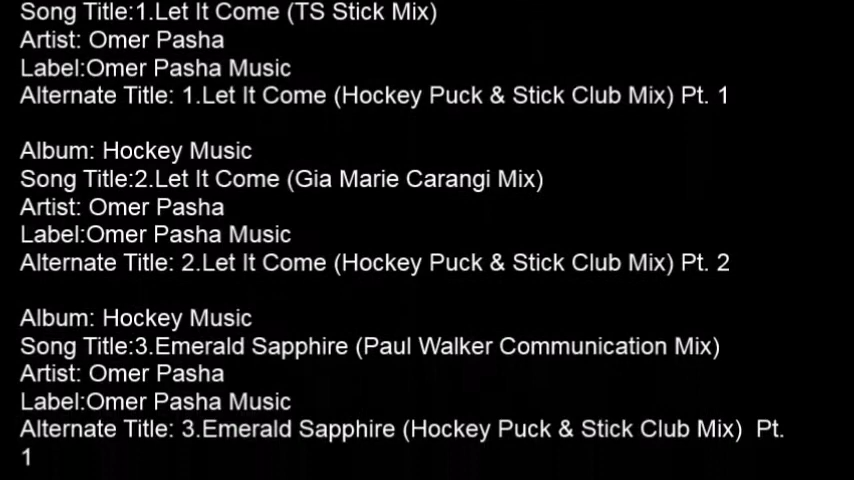 Song Title:1.Let It Come (TS Stick Mix)
Artist: Omer Pasha
Label:Omer Pasha Music
Alternate Title: 1.Let It Come (Hockey Puck & Stick Club Mix) Pt. 1
Album: Hockey Music
Song Title:2.Let It Come (Gia Marie Carangi Mix)
Artist: Omer Pasha
Label:Omer Pasha Music
Alternate Title: 2.Let It Come (Hockey Puck & Stick Club Mix) Pt. 2
Album: Hockey Music
Song Title:3.Emerald Sapphire (Paul Walker Communication Mix)
Artist: Omer Pasha
Label:Omer Pasha Music
Alternate Title: 3.Emerald Sapphire (Hockey Puck & Stick Club Mix)  Pt.
1